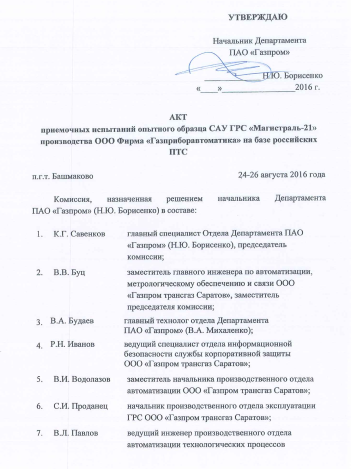 УТВЕРЖДАЮ
Начальник Департамента
ПАО «Газпром»
Н.Ю. Борисенко
«___»____________________2016 г.
АКТ
приемочных испытаний опытного образца САУ ГРС «Магистраль-21»
производства ООО Фирма «Газприборавтоматика» на базе российских
ПТС
п.г.т. Башмаково 24-26 августа 2016 года
Комиссия, назначенная решением начальника Департамента
ПАО «Газпром» (Н.Ю. Борисенко) в составе:
1. К.Г. Савенков главный специалист Отдела Департамента ПАО
«Газпром» (Н.Ю. Борисенко), председатель
комиссии;
2. В.В. Буц заместитель главного инженера по автоматизации,
метрологическому обеспечению и связи ООО
«Газпром трансгаз Саратов», заместитель
председателя комиссии;
3. В.А. Будаев главный технолог отдела Департамента
ПАО «Газпром» (В.А. Михаленко);
4. Р.Н. Иванов ведущий специалист отдела информационной
безопасности службы корпоративной защиты
ООО «Газпром трансгаз Саратов»;
5. В.И. Водолазов заместитель начальника производственного отдела
автоматизации ООО «Газпром трансгаз Саратов»;
6. С.И. Проданец начальник производственного отдела эксплуатации
ГРС ООО «Газпром трансгаз Саратов»;
7. В.Л. Павлов ведущий инженер производственного отдела
автоматизации технологических процессов